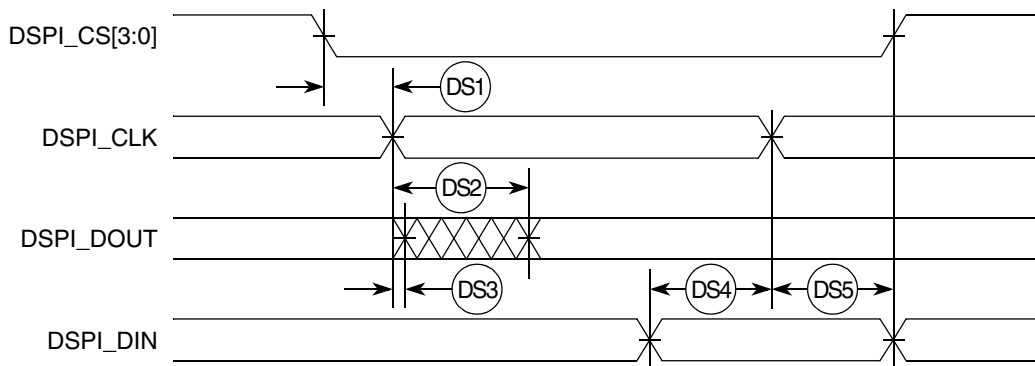 DSPI_CS[3:0]
DS1
DSPI_CLK
DS2
DSPI_DOUT
DS3
DS4
DS5
DSPI_DIN